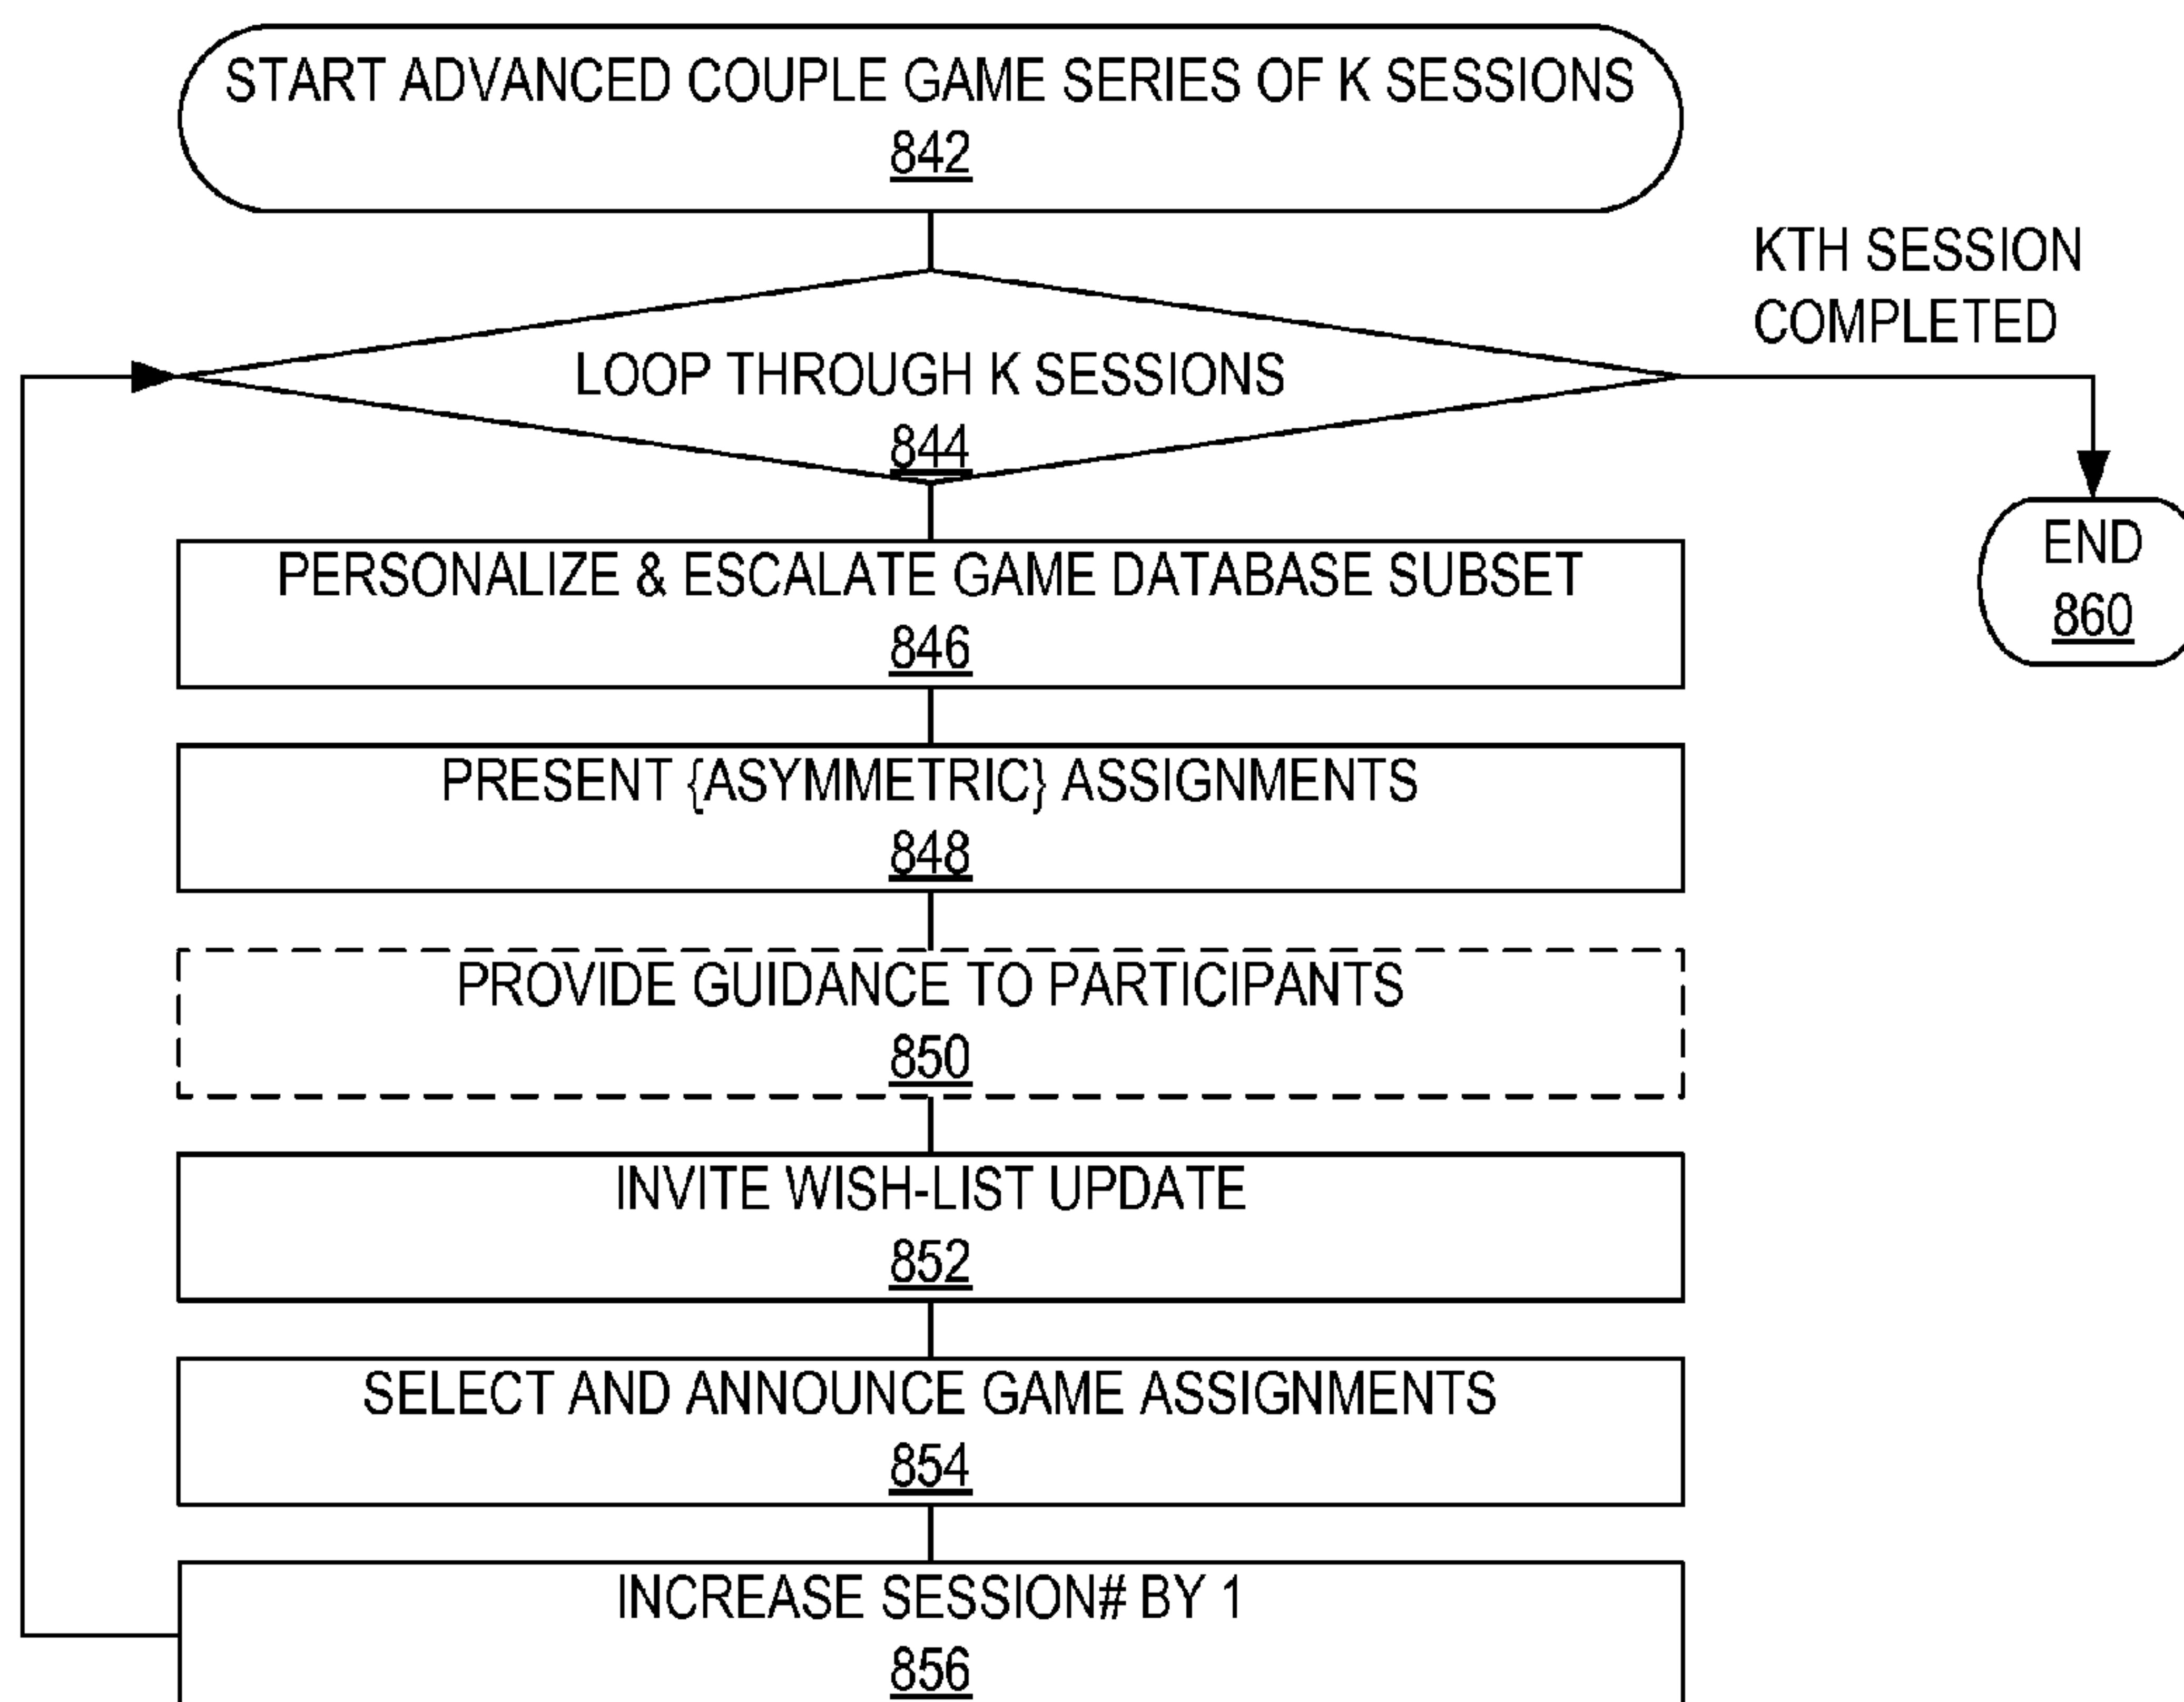 START ADVANCED COUPLE GAME SERIES OF K SESSIONS
842
KTH SESSION
COMPLETED
LOOP THROUGH K SESSIONS
844
END
860
PERSONALIZE & ESCALATE GAME DATABASE SUBSET
846
PRESENT {ASYMMETRIC} ASSIGNMENTS
848
PROVIDE GUIDANCE TO PARTICIPANTS
850
INVITE WISH-LIST UPDATE
852
SELECT AND ANNOUNCE GAME ASSIGNMENTS
854
INCREASE SESSION# BY 1
856